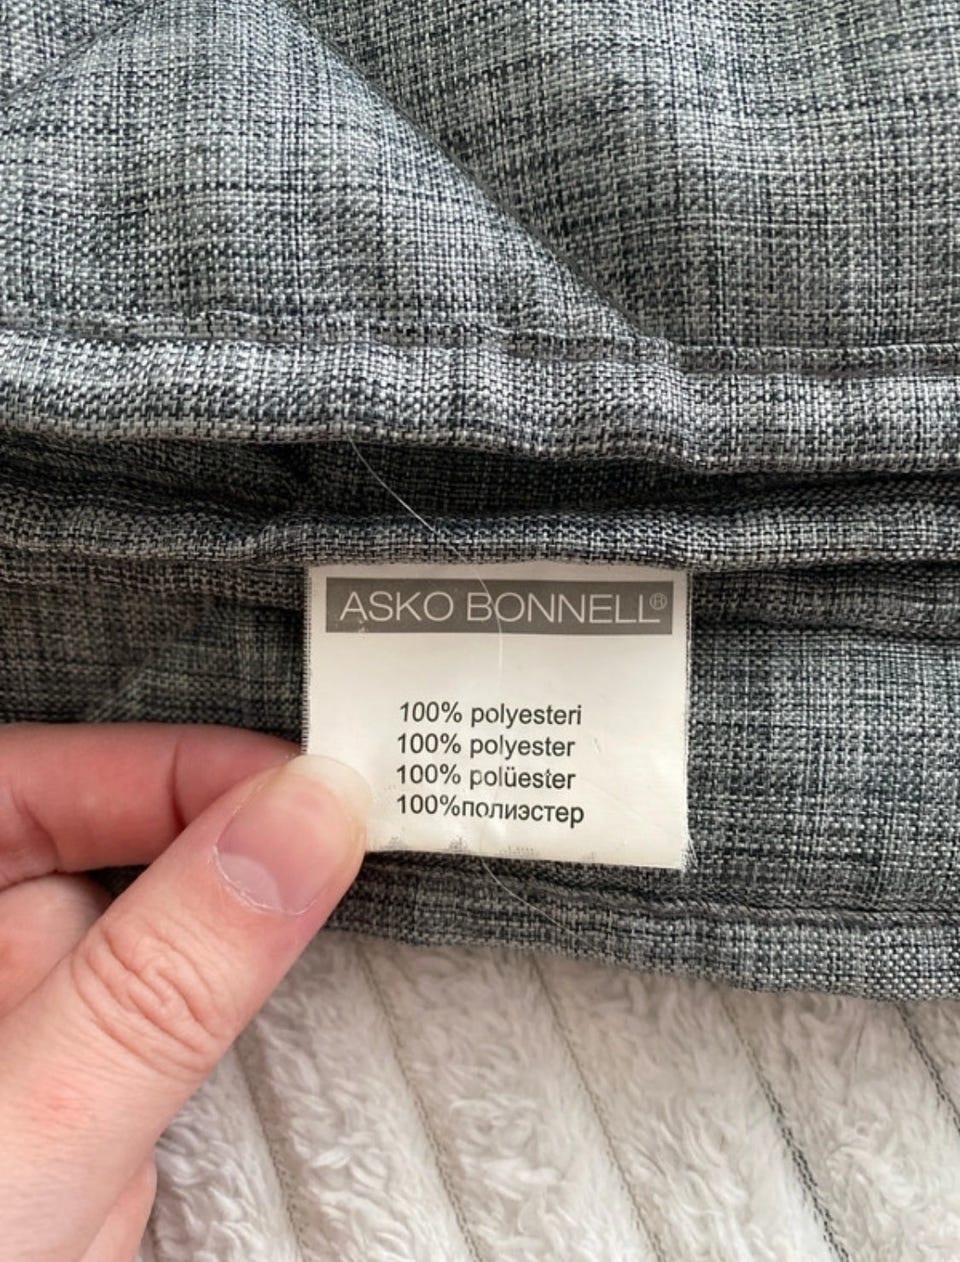 ASKO BONNELL®
100% polyesteri
100% polyester
100% polüester
100%полиэстер